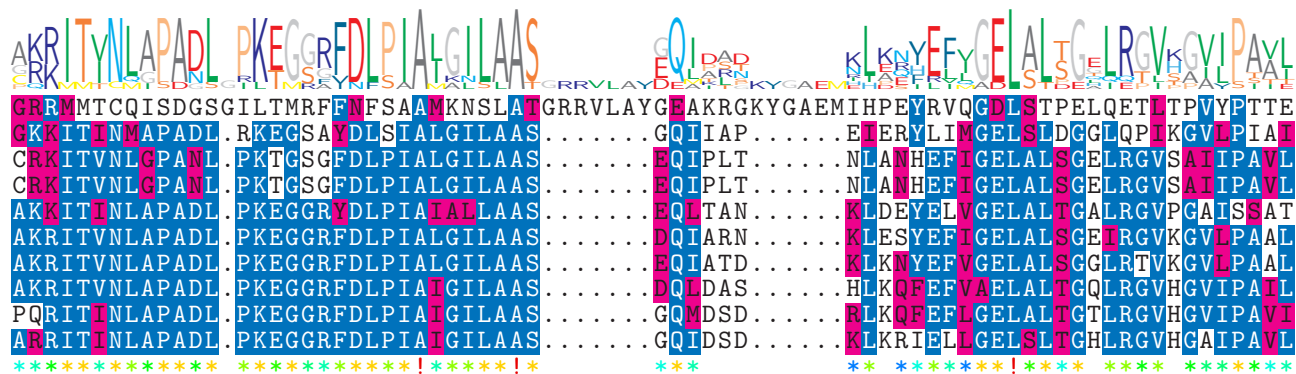 GRRMMTCQISDGSGILTMRFFNFSAAMKNSLATGRRVLAYGEAKRGKYGAEMIHPEYRVQGDLSTPELQETLTPVYPTTE
GKKITINMAPADL.RKEGSAYDLSIALGILAAS.......GQIIAP......EIERYLIMGELSLDGGLQPIKGVLPIAI
CRKITVNLGPANL.PKTGSGFDLPIALGILAAS.......EQIPLT......NLANHEFIGELALSGELRGVSAIIPAVL
CRKITVNLGPANL.PKTGSGFDLPIALGILAAS.......EQIPLT......NLANHEFIGELALSGELRGVSAIIPAVL
AKKITINLAPADL.PKEGGRYDLPIAIALLAAS.......EQLTAN......KLDEYELVGELALTGALRGVPGAISSAT
AKRITVNLAPADL.PKEGGRFDLPIALGILAAS.......DQIARN......KLESYEFIGELALSGEIRGVKGVLPAAL
AKRITVNLAPADL.PKEGGRFDLPIALGILAAS.......EQIATD......KLKNYEFVGELALSGGLRTVKGVLPAAL
AKRITVNLAPADL.PKEGGRFDLPIAIGILAAS.......DQLDAS......HLKQFEFVAELALTGQLRGVHGVIPAIL
PQRITINLAPADL.PKEGGRFDLPIAIGILAAS.......GQMDSD......RLKQFEFLGELALTGTLRGVHGVIPAVI
ARRITINLAPADL.PKEGGRFDLPIAIGILAAS.......GQIDSD......KLKRIELLGELSLTGHLRGVHGAIPAVL
************* ***********!*****!*       ***         ** *******!********* *******